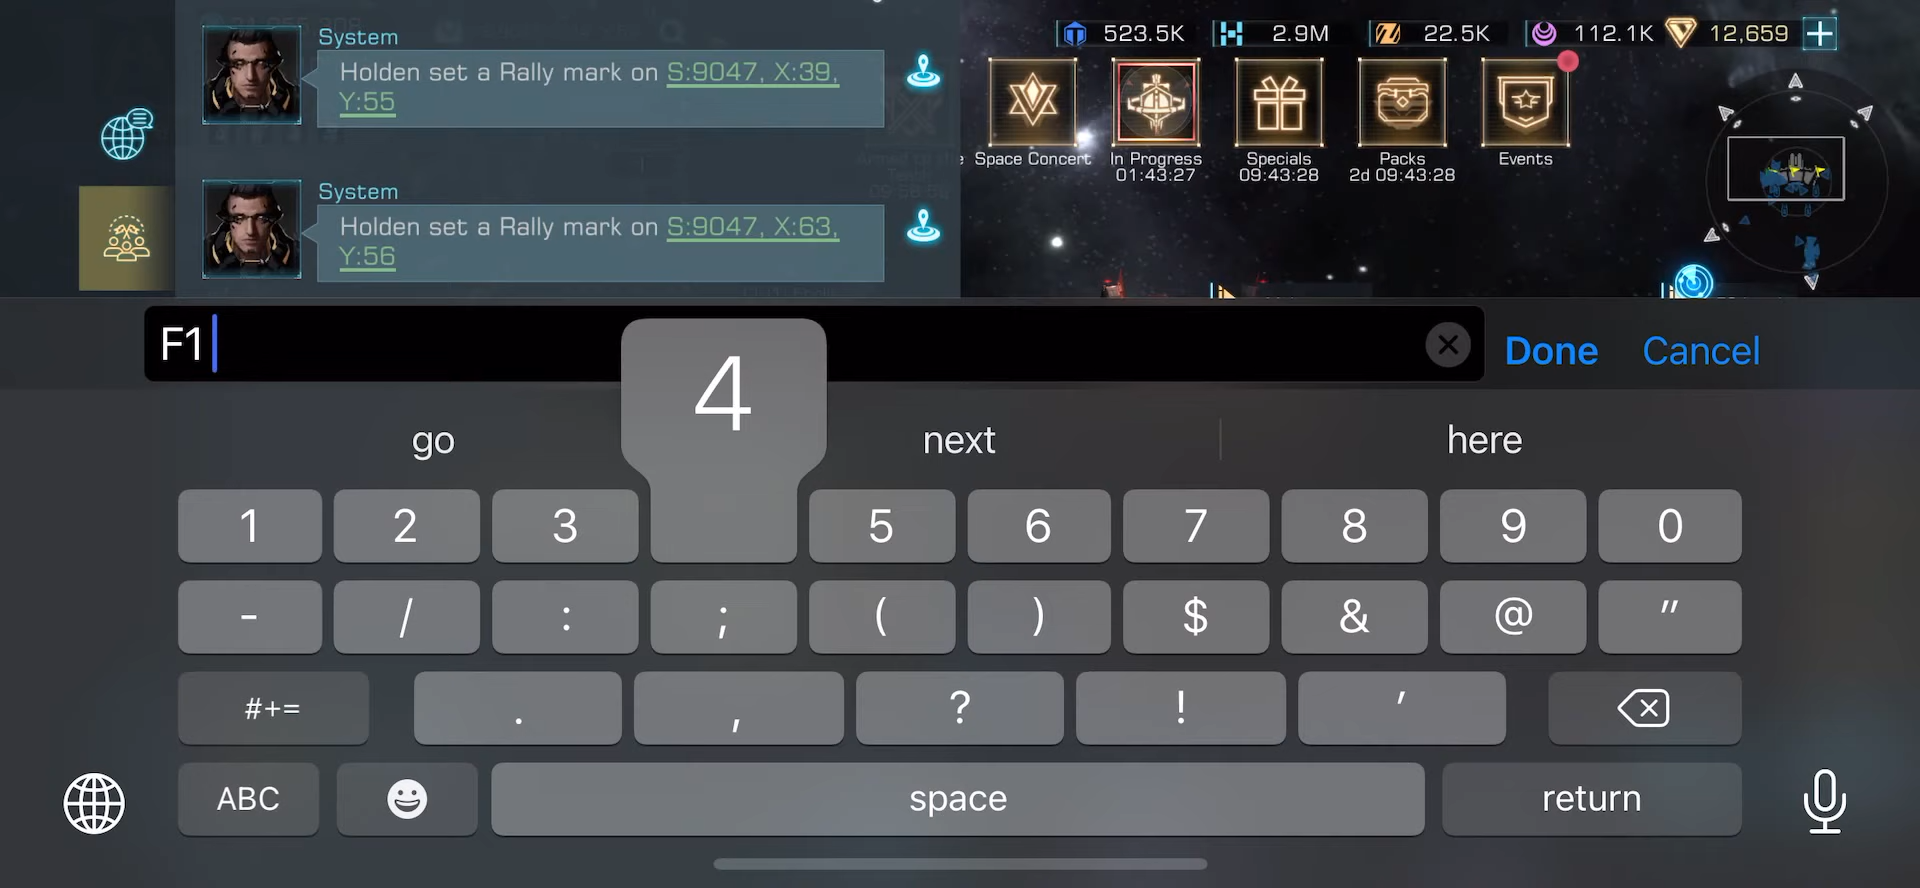 System
Holden set a Rally mark on S:9047, X:39,
Y:55
System
Holden set a Rally mark on S:9047, X:63,
Y:56
523.5K 2.9M 22.5K 112.1K 12,659
Space Concert
In Progress
01:43:27
Specials
09:43:28
Packs
2d 09:43:28
Events
F1
Done Cancel
4
go next here
1 2 3 5 6 7 8 9 0
- / : ; ( ) $ & @ "
#+= . , ? ! '
ABC space return